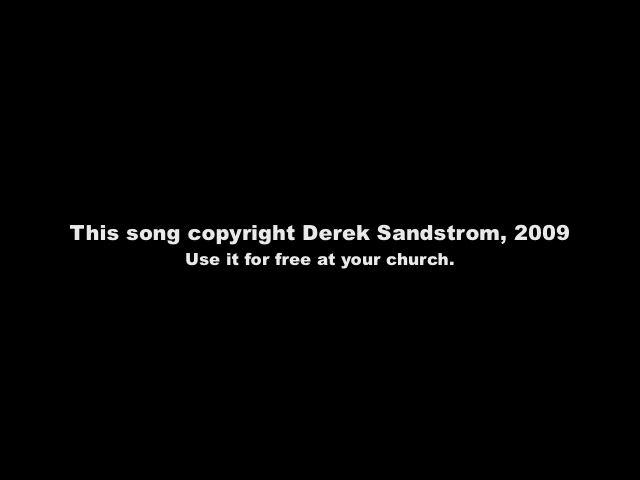 This song copyright Derek Sandstrom, 2009
Use it for free at your church.